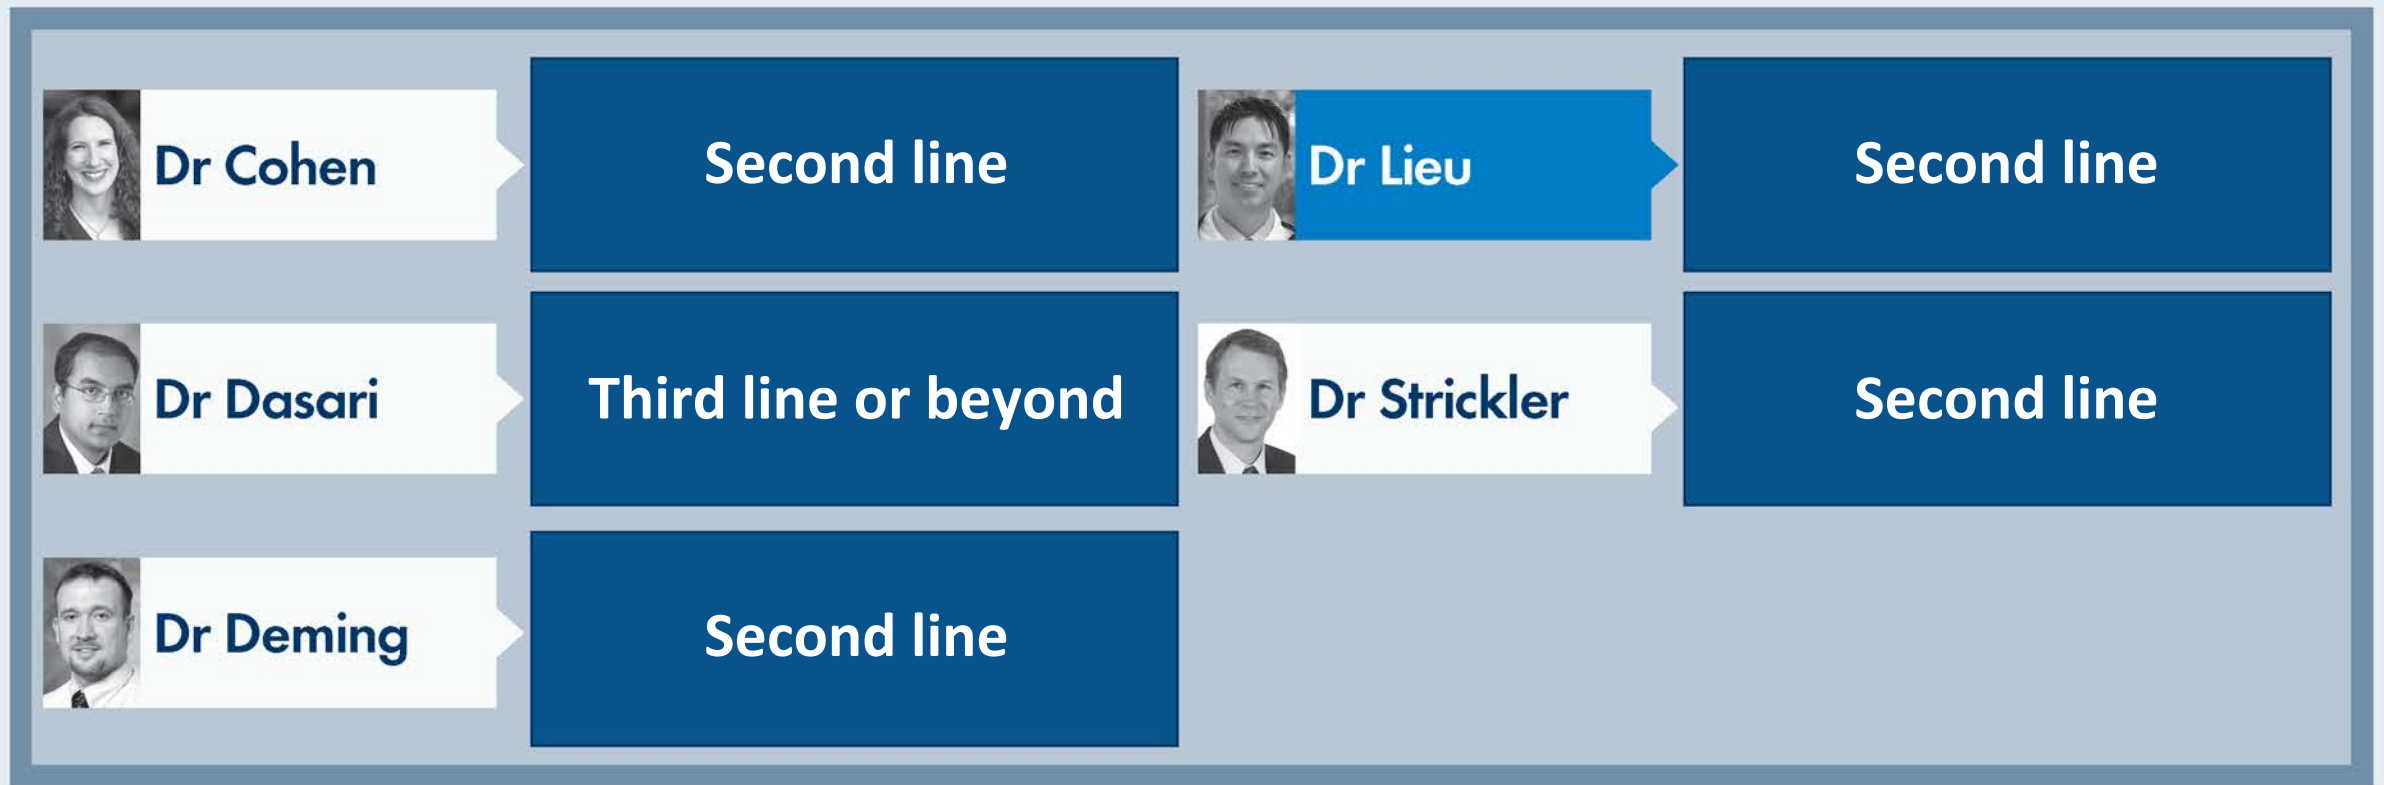 Dr Cohen
Second line
Dr Lieu
Second line
Dr Dasari
Third line or beyond
Dr Strickler
Second line
Dr Deming
Second line